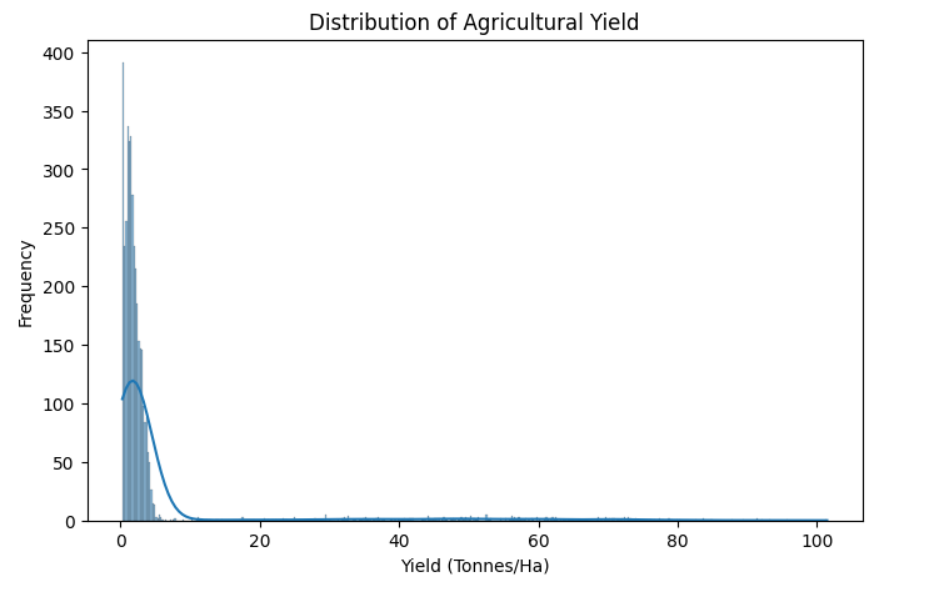 Distribution of Agricultural Yield
400
350
300
250
200
150
100
50
0
Frequency
0 20 40 60 80 100
Yield (Tonnes/Ha)